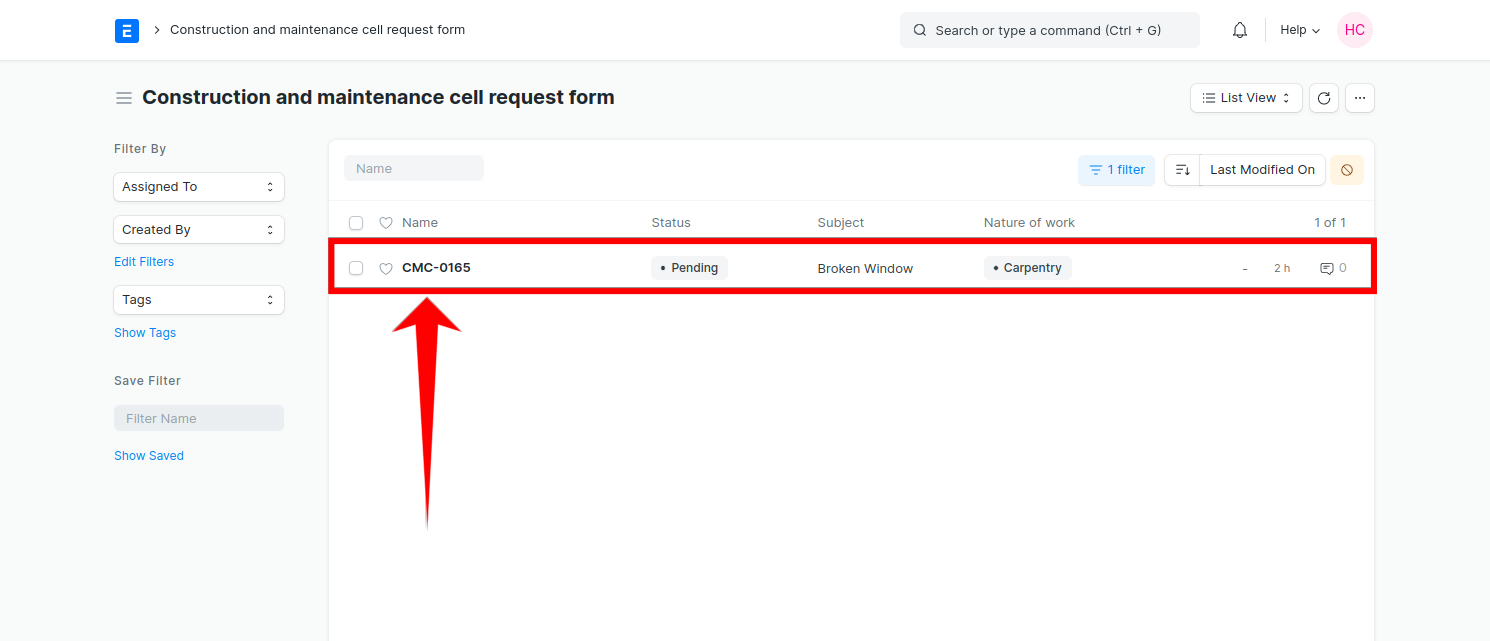 E Construction and maintenance cell request form Search or type a command (Ctrl + G) Help HC
Construction and maintenance cell request form List View
Filter By
Assigned To
Created By
Edit Filters
Tags
Show Tags
Save Filter
Filter Name
Show Saved
Name 1 filter Last Modified On
Name Status Subject Nature of work 1 of 1
CMC-0165 • Pending Broken Window • Carpentry - 2 h 0